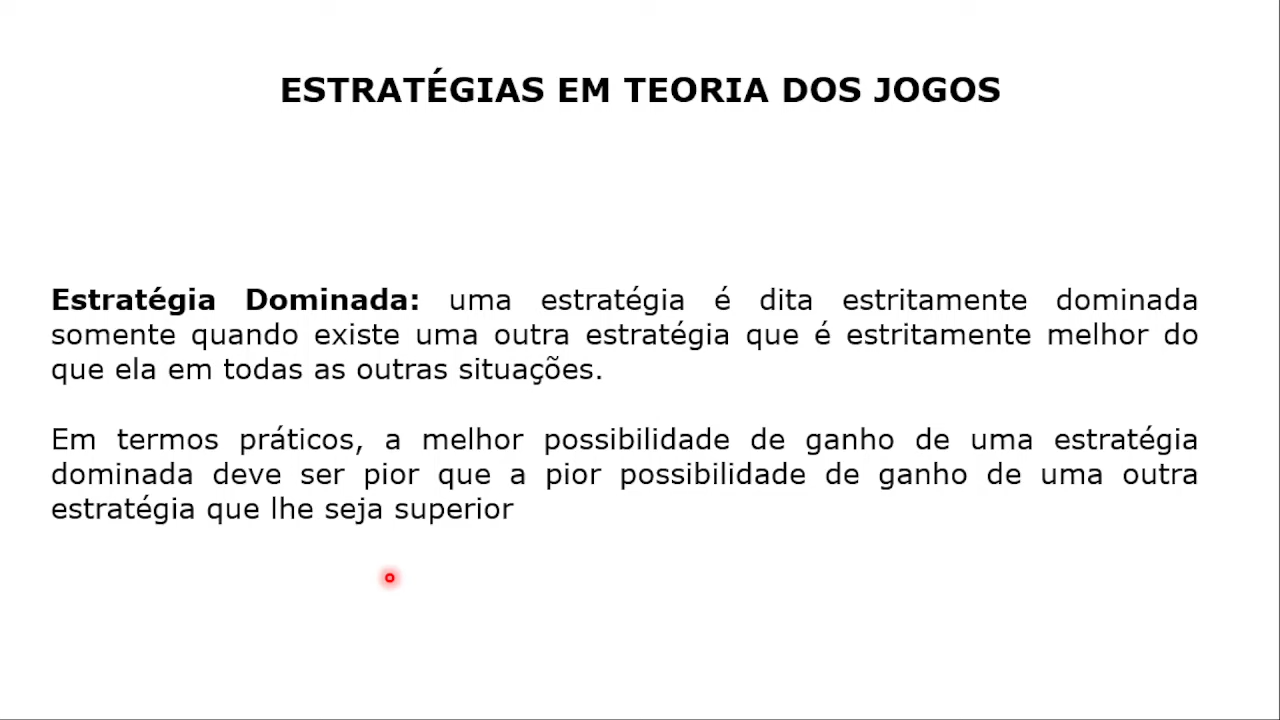 ESTRATÉGIAS EM TEORIA DOS JOGOS
Estratégia Dominada: uma estratégia é dita estritamente dominada
somente quando existe uma outra estratégia que é estritamente melhor do
que ela em todas as outras situações.
Em termos práticos, a melhor possibilidade de ganho de uma estratégia
dominada deve ser pior que a pior possibilidade de ganho de uma outra
estratégia que lhe seja superior